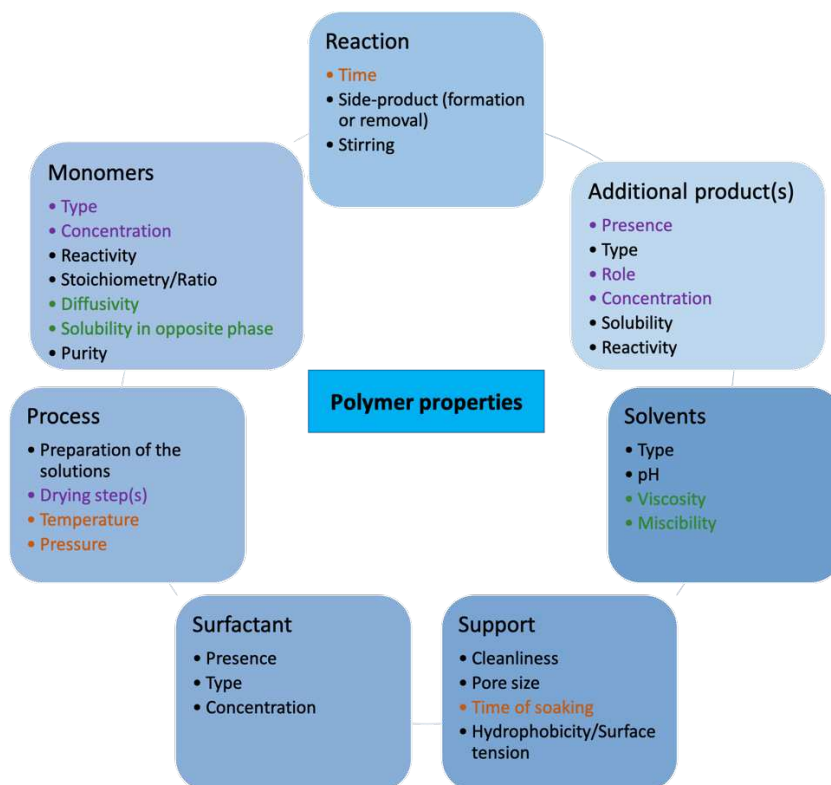 Reaction
• Time
• Side-product (formation
or removal)
• Stirring
Additional product(s)
• Presence
• Type
• Role
• Concentration
• Solubility
• Reactivity
Solvents
• Type
• pH
• Viscosity
• Miscibility
Support
• Cleanliness
• Pore size
• Time of soaking
• Hydrophobicity/Surface
tension
Surfactant
• Presence
• Type
• Concentration
Process
• Preparation of the
solutions
• Drying step(s)
• Temperature
• Pressure
Monomers
• Type
• Concentration
• Reactivity
• Stoichiometry/Ratio
• Diffusivity
• Solubility in opposite phase
• Purity
Polymer properties